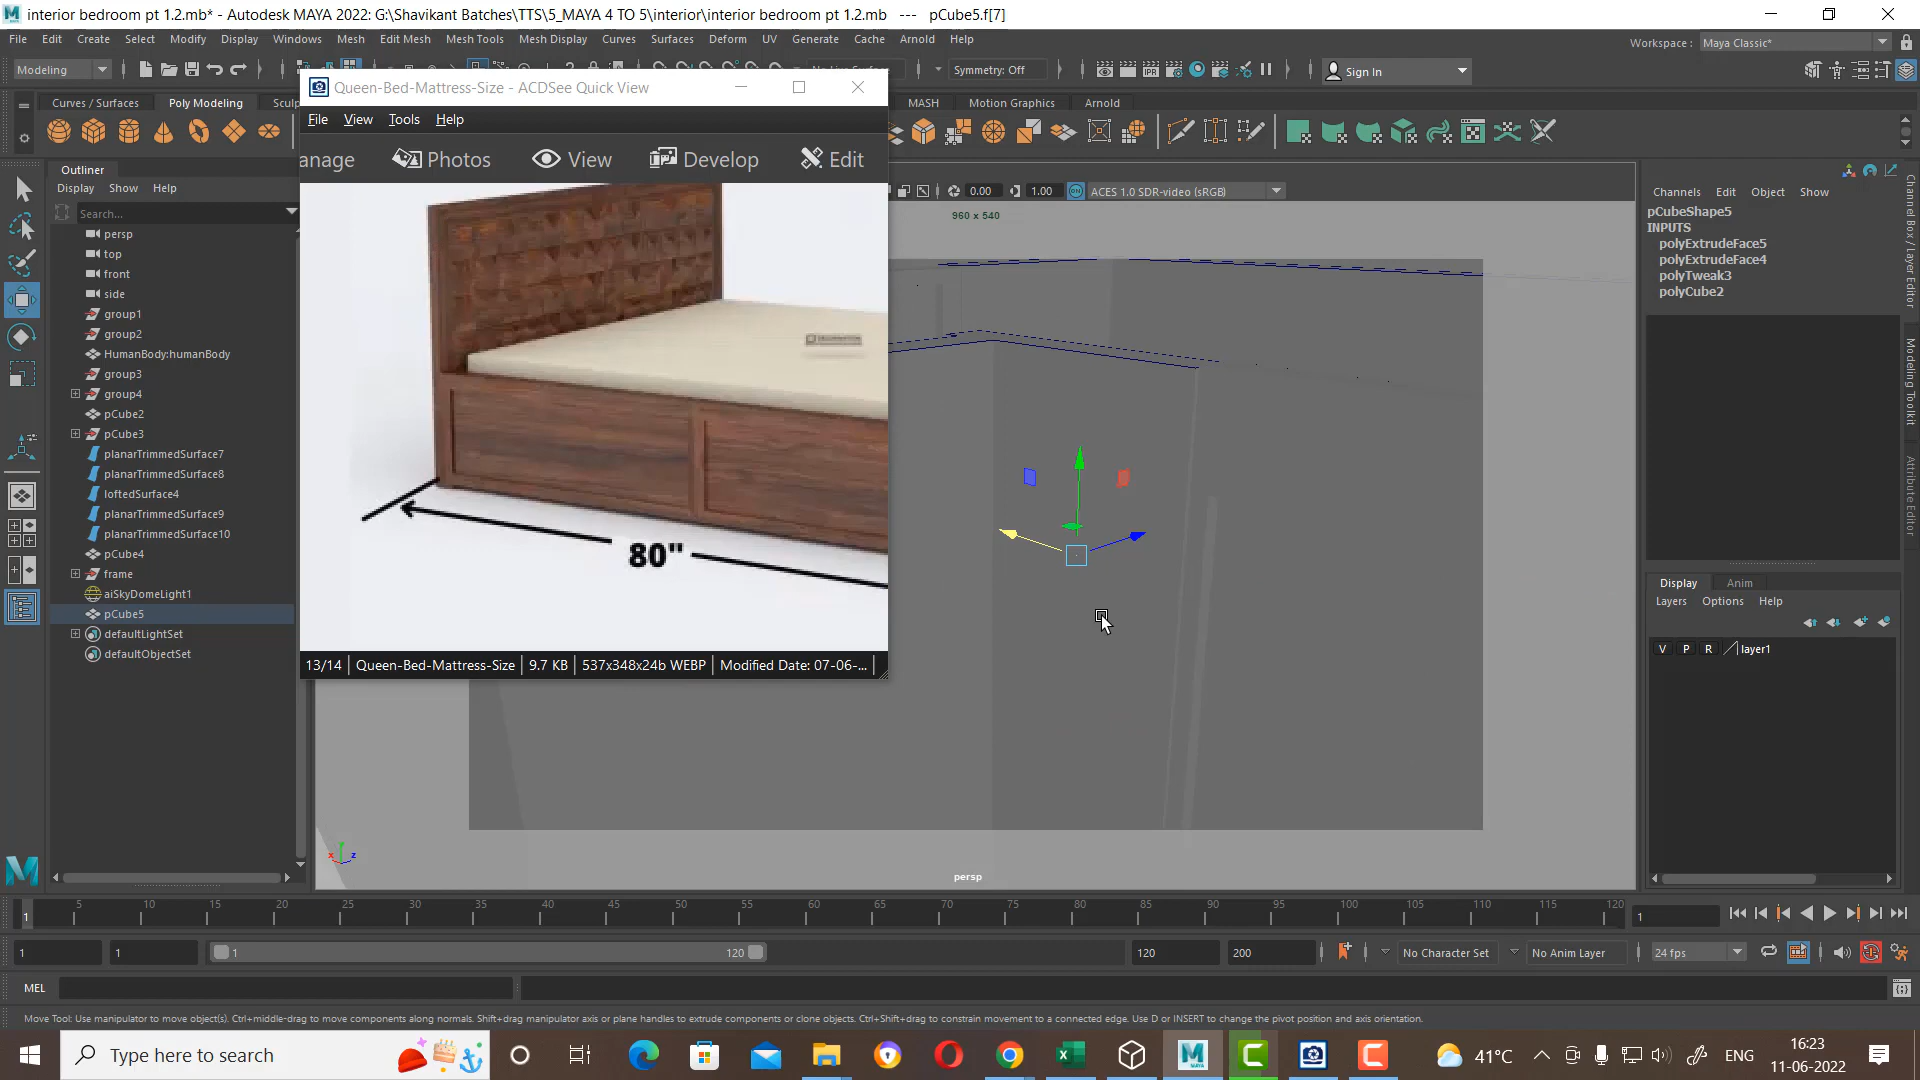 interior bedroom pt 1.2.mb* - Autodesk MAYA 2022: G:\Shavikant Batches\TTS\5_MAYA 4 TO 5\interior\interior bedroom pt 1.2.mb   ---   pCube5.f[7]
File Edit Create Select Modify Display Windows Mesh Edit Mesh Mesh Tools Mesh Display Curves Surfaces Deform UV Generate Cache Arnold Help
Workspace : Maya Classic*
Modeling
Symmetry: Off
Sign In
Queen-Bed-Mattress-Size - ACDSee Quick View
Curves / Surfaces Poly Modeling Sculp
MASH Motion Graphics Arnold
File View Tools Help
anage Photos View Develop Edit
Outliner
Display Show Help
Search...
0.00 1.00 ON ACES 1.0 SDR-video (sRGB)
960 x 540
persp
top
front
side
group1
group2
HumanBody:humanBody
group3
group4
pCube2
pCube3
planarTrimmedSurface7
planarTrimmedSurface8
loftedSurface4
planarTrimmedSurface9
planarTrimmedSurface10
pCube4
frame
aiSkyDomeLight1
pCube5
defaultLightSet
defaultObjectSet
80"
13/14 Queen-Bed-Mattress-Size 9.7 KB 537x348x24b WEBP Modified Date: 07-06-...
persp
x y z
Channels Edit Object Show
pCubeShape5
INPUTS
polyExtrudeFace5
polyExtrudeFace4
polyTweak3
polyCube2
Channel Box / Layer Editor
Modeling Toolkit
Attribute Editor
Display Anim
Layers Options Help
V P R layer1
1 5 10 15 20 25 30 35 40 45 50 55 60 65 70 75 80 85 90 95 100 105 110 115 120
1
1 1 1 120 120 200 No Character Set No Anim Layer 24 fps
MEL
Move Tool: Use manipulator to move object(s). Ctrl+middle-drag to move components along normals. Shift+drag manipulator axis or plane handles to extrude components or clone objects. Ctrl+Shift+drag to constrain movement to a connected edge. Use D or INSERT to change the pivot position and axis orientation.
Type here to search
41°C
ENG
16:23
11-06-2022